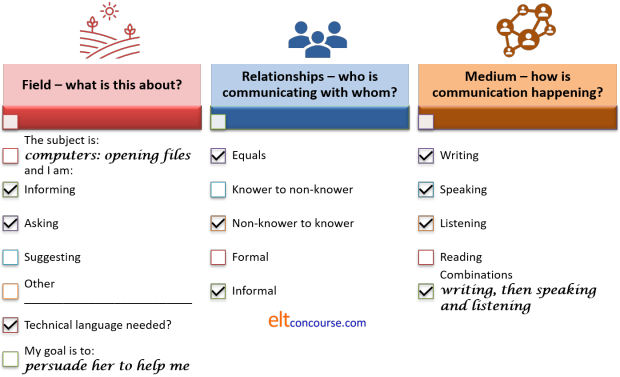 Field – what is this about?
The subject is:
computers: opening files
and I am:
Informing
Asking
Suggesting
Other
Technical language needed?
My goal is to:
persuade her to help me
Relationships – who is
communicating with whom?
Equals
Knower to non-knower
Non-knower to knower
Formal
Informal
eltconcourse.com
Medium – how is
communication happening?
Writing
Speaking
Listening
Reading
Combinations
writing, then speaking
and listening